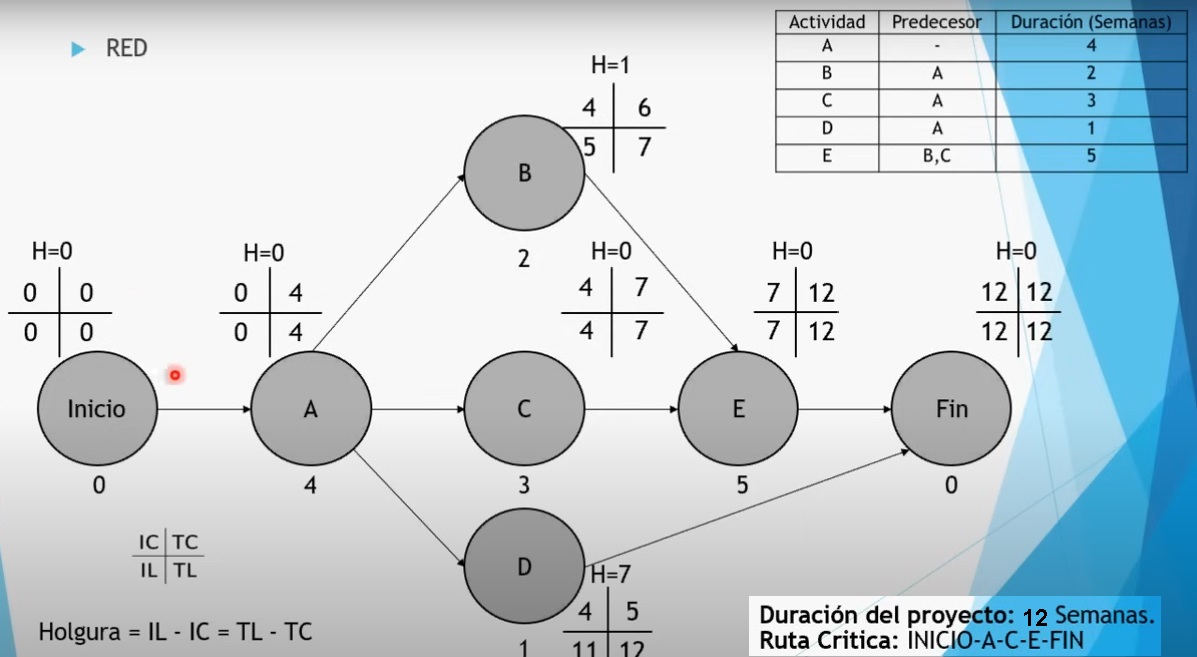 RED
Actividad Predecesor Duración (Semanas)
A - 4
B A 2
C A 3
D A 1
E B,C 5
H=1
4 6
5 7
B
2
H=0
0 0
0 0
H=0
0 4
0 4
H=0
4 7
4 7
H=0
7 12
7 12
H=0
12 12
12 12
Inicio
A
C
E
Fin
0
4
3
5
0
D
H=7
4 5
11 12
1
IC TC
IL TL
Holgura = IL - IC = TL - TC
Duración del proyecto: 12 Semanas.
Ruta Critica: INICIO-A-C-E-FIN